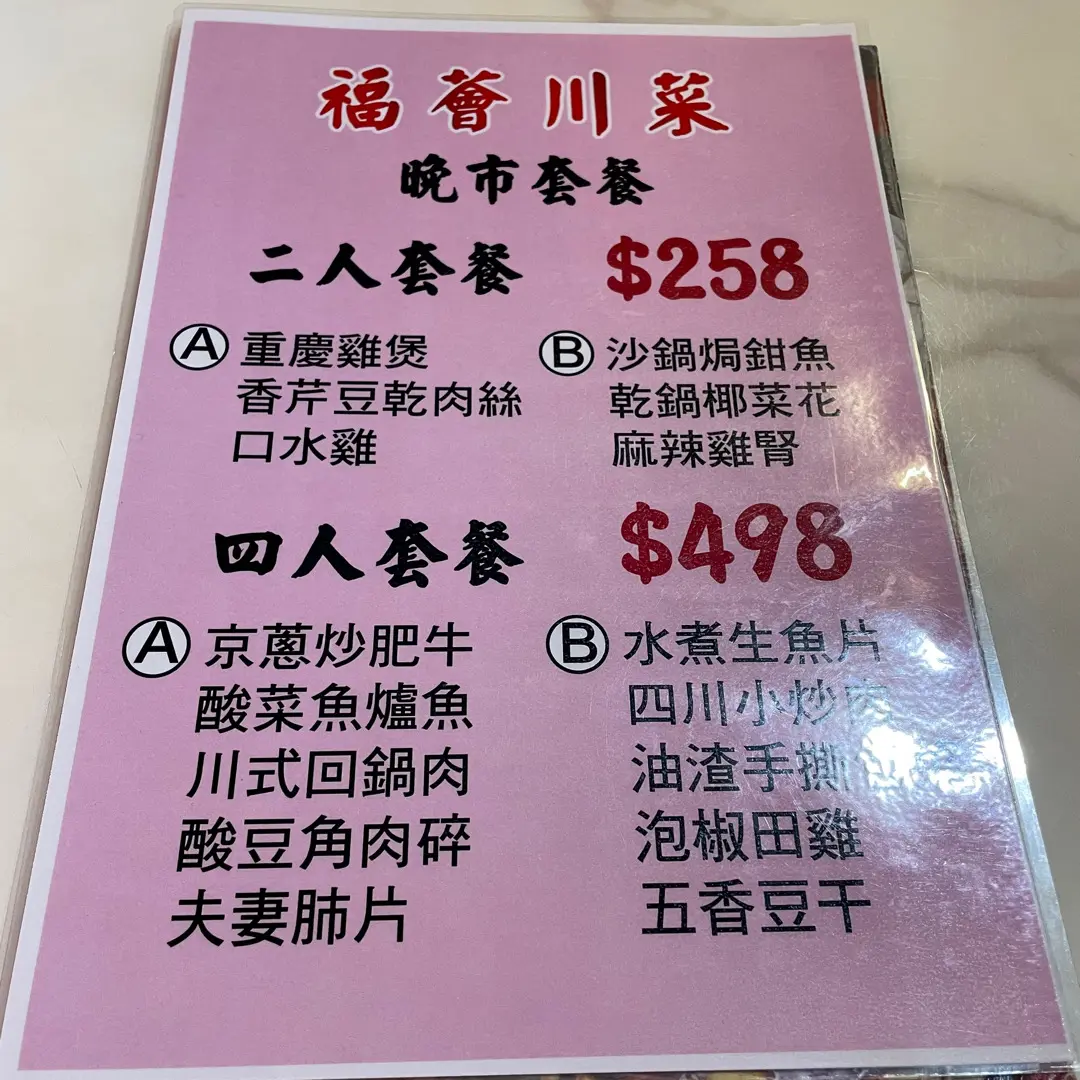 福薈川菜
晚市套餐
二人套餐 $258
Ⓐ 重慶雞煲
香芹豆乾肉絲
口水雞
Ⓑ 沙鍋焗鉗魚
乾鍋椰菜花
麻辣雞腎
四人套餐 $498
Ⓐ 京蔥炒肥牛
酸菜魚爐魚
川式回鍋肉
酸豆角肉碎
夫妻肺片
Ⓑ 水煮生魚片
四川小炒肉
油渣手撕
泡椒田雞
五香豆干